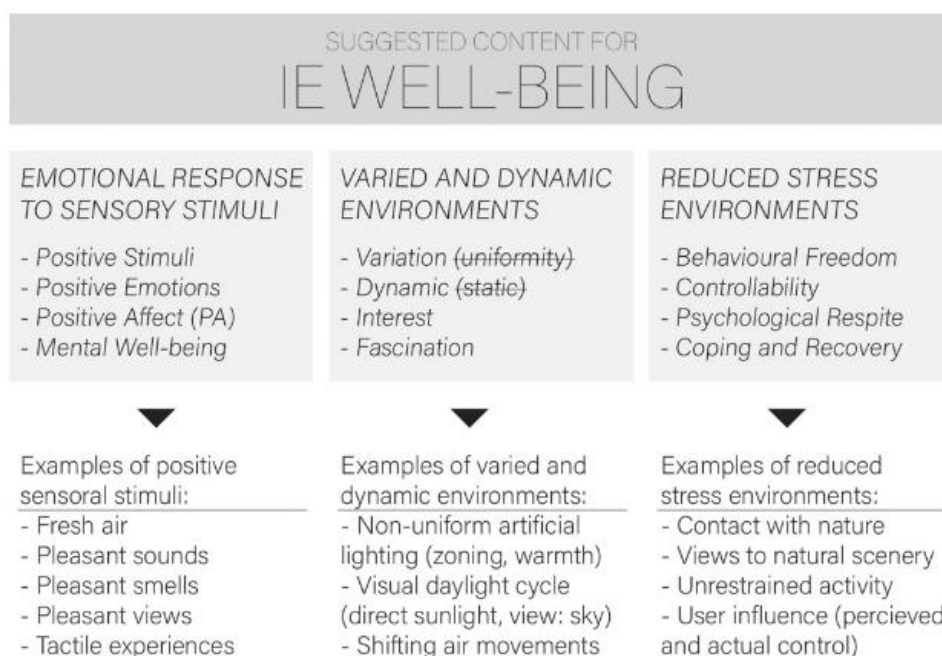 SUGGESTED CONTENT FOR
IE WELL-BEING
EMOTIONAL RESPONSE
TO SENSORY STIMULI
- Positive Stimuli
- Positive Emotions
- Positive Affect (PA)
- Mental Well-being
VARIED AND DYNAMIC
ENVIRONMENTS
- Variation (uniformity)
- Dynamic (static)
- Interest
- Fascination
REDUCED STRESS
ENVIRONMENTS
- Behavioural Freedom
- Controllability
- Psychological Respite
- Coping and Recovery
Examples of positive
sensoral stimuli:
- Fresh air
- Pleasant sounds
- Pleasant smells
- Pleasant views
- Tactile experiences
Examples of varied and
dynamic environments:
- Non-uniform artificial
lighting (zoning, warmth)
- Visual daylight cycle
(direct sunlight, view: sky)
- Shifting air movements
Examples of reduced
stress environments:
- Contact with nature
- Views to natural scenery
- Unrestrained activity
- User influence (percieved
and actual control)